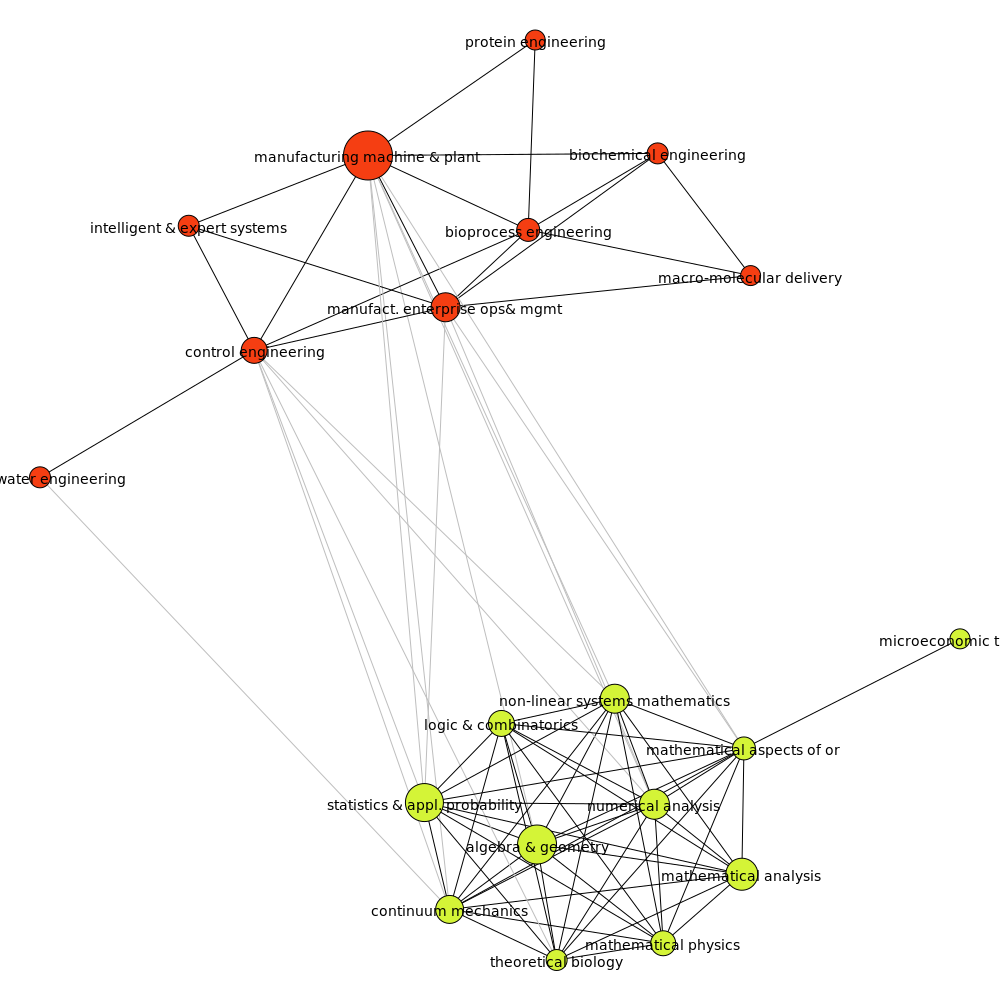 protein engineering
manufacturing machine & plant
biochemical engineering
intelligent & expert systems
bioprocess engineering
macro-molecular delivery
manufact. enterprise ops& mgmt
control engineering
water engineering
microeconomic t
non-linear systems mathematics
logic & combinatorics
mathematical aspects of or
statistics & appl. probability
numerical analysis
algebra & geometry
mathematical analysis
continuum mechanics
mathematical physics
theoretical biology